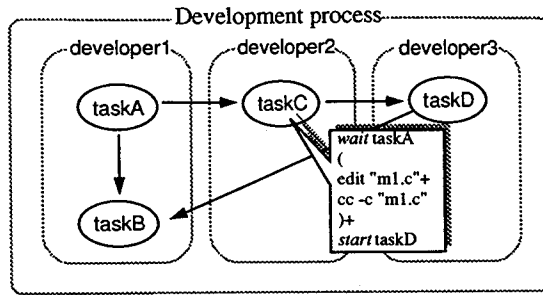 Development process
developer1
developer2
developer3
taskA
taskC
taskD
taskB
wait taskA
(
edit "m1.c"+
cc -c "m1.c"
)+
start taskD